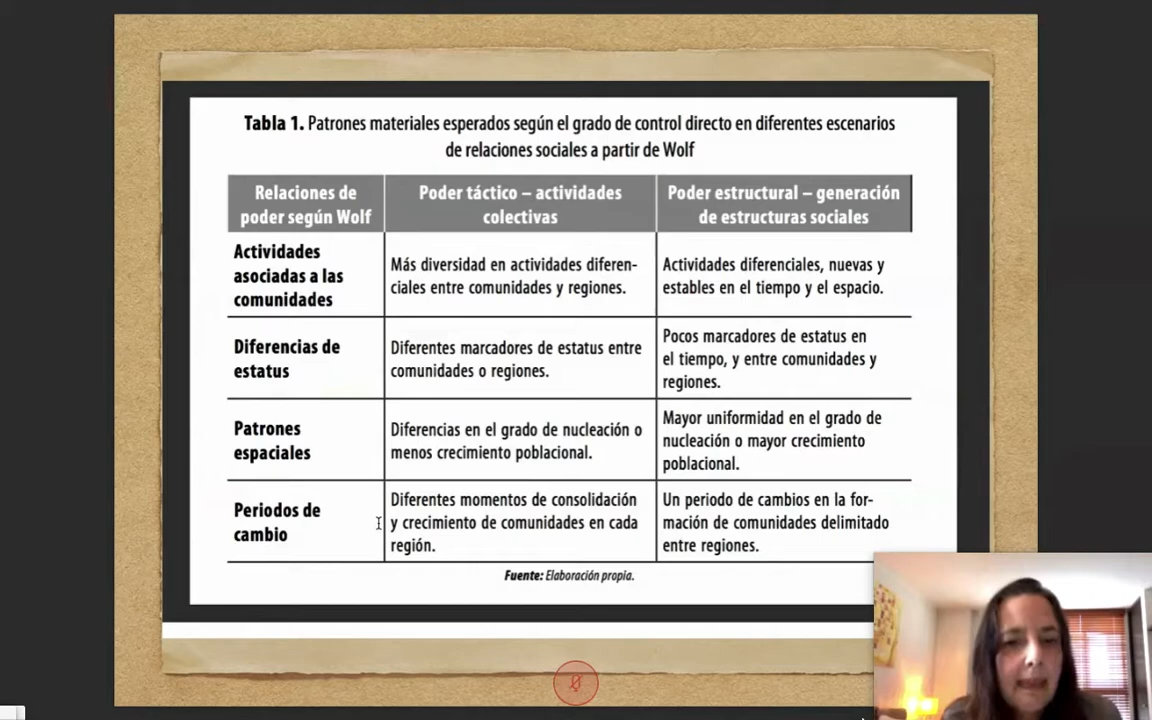 Tabla 1. Patrones materiales esperados según el grado de control directo en diferentes escenarios
de relaciones sociales a partir de Wolf
Relaciones de
poder según Wolf
Poder táctico – actividades
colectivas
Poder estructural – generación
de estructuras sociales
Actividades
asociadas a las
comunidades
Más diversidad en actividades diferen-
ciales entre comunidades y regiones.
Actividades diferenciales, nuevas y
estables en el tiempo y el espacio.
Diferencias de
estatus
Diferentes marcadores de estatus entre
comunidades o regiones.
Pocos marcadores de estatus en
el tiempo, y entre comunidades y
regiones.
Patrones
espaciales
Diferencias en el grado de nucleación o
menos crecimiento poblacional.
Mayor uniformidad en el grado de
nucleación o mayor crecimiento
poblacional.
Periodos de
cambio
Diferentes momentos de consolidación
y crecimiento de comunidades en cada
región.
Un periodo de cambios en la for-
mación de comunidades delimitado
entre regiones.
Fuente: Elaboración propia.